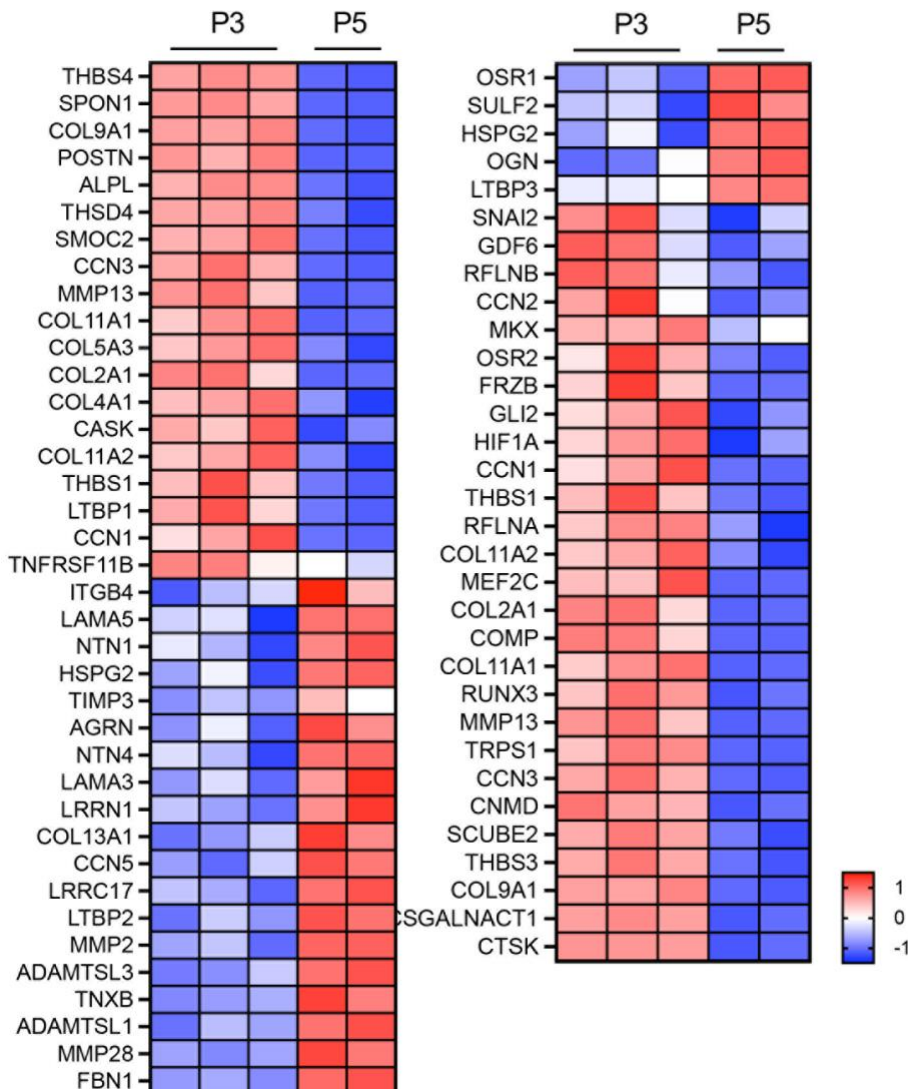 P3 P5
THBS4
SPON1
COL9A1
POSTN
ALPL
THSD4
SMOC2
CCN3
MMP13
COL11A1
COL5A3
COL2A1
COL4A1
CASK
COL11A2
THBS1
LTBP1
CCN1
TNFRSF11B
ITGB4
LAMA5
NTN1
HSPG2
TIMP3
AGRN
NTN4
LAMA3
LRRN1
COL13A1
CCN5
LRRC17
LTBP2
MMP2
ADAMTSL3
TNXB
ADAMTSL1
MMP28
FBN1
P3 P5
OSR1
SULF2
HSPG2
OGN
LTBP3
SNAI2
GDF6
RFLNB
CCN2
MKX
OSR2
FRZB
GLI2
HIF1A
CCN1
THBS1
RFLNA
COL11A2
MEF2C
COL2A1
COMP
COL11A1
RUNX3
MMP13
TRPS1
CCN3
CNMD
SCUBE2
THBS3
COL9A1
CSGALNACT1
CTSK
1
0
-1